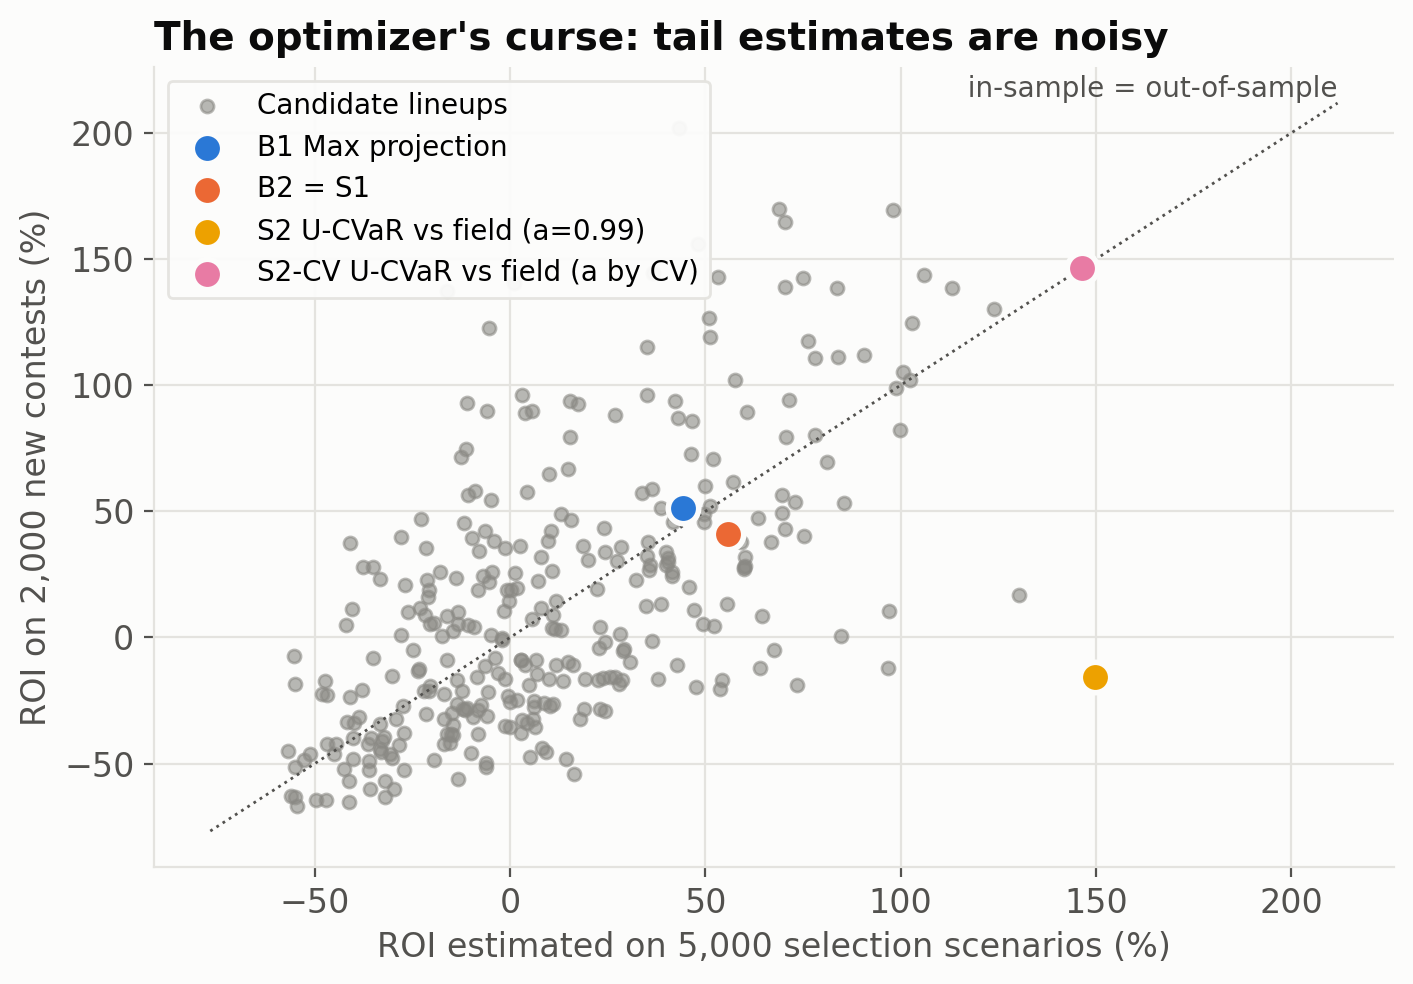 The optimizer's curse: tail estimates are noisy
in-sample = out-of-sample
Candidate lineups
B1 Max projection
B2 = S1
S2 U-CVaR vs field (a=0.99)
S2-CV U-CVaR vs field (a by CV)
ROI on 2,000 new contests (%)
200
150
100
50
0
−50
−50
0
50
100
150
200
ROI estimated on 5,000 selection scenarios (%)